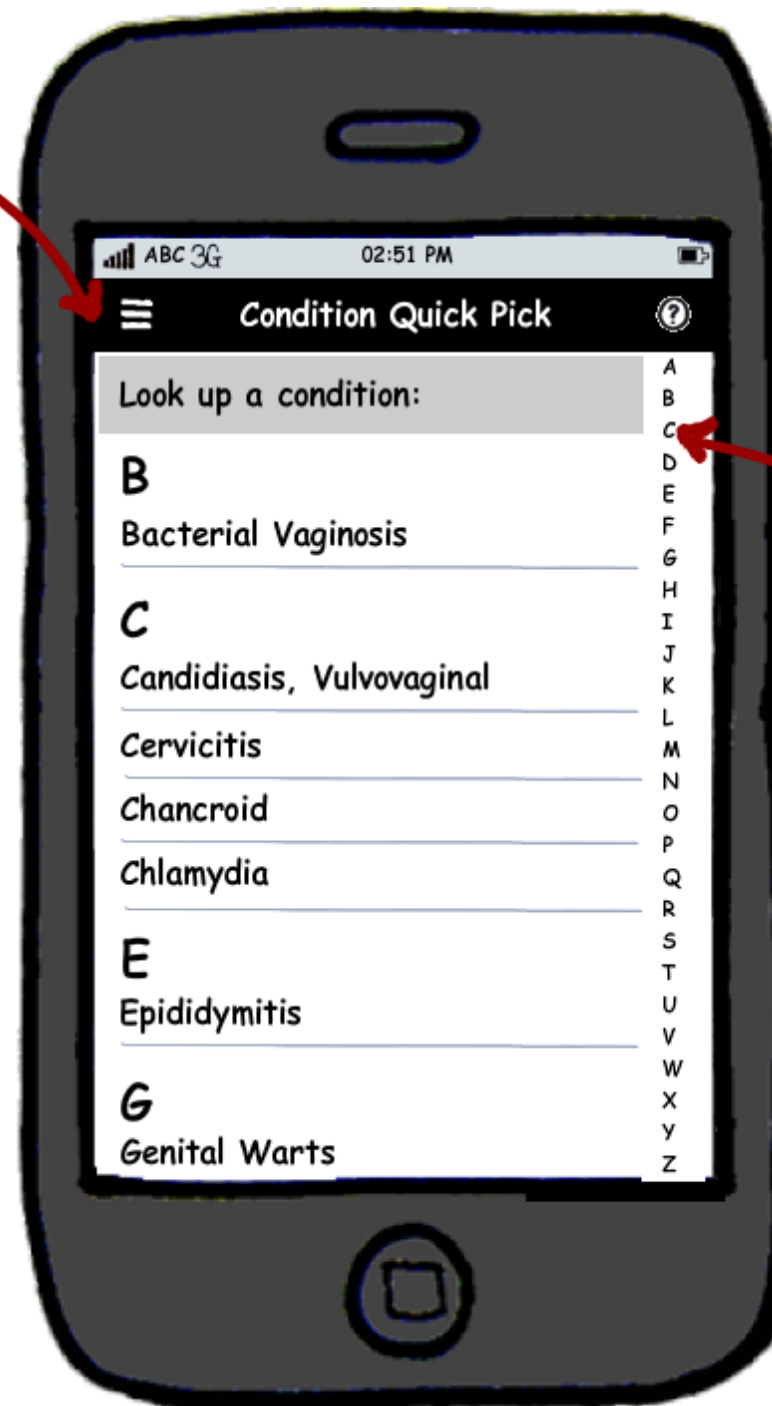 ABC 3G 02:51 PM
Condition Quick Pick ?
Look up a condition:
B
Bacterial Vaginosis
C
Candidiasis, Vulvovaginal
Cervicitis
Chancroid
Chlamydia
E
Epididymitis
G
Genital Warts
A
B
C
D
E
F
G
H
I
J
K
L
M
N
O
P
Q
R
S
T
U
V
W
X
Y
Z